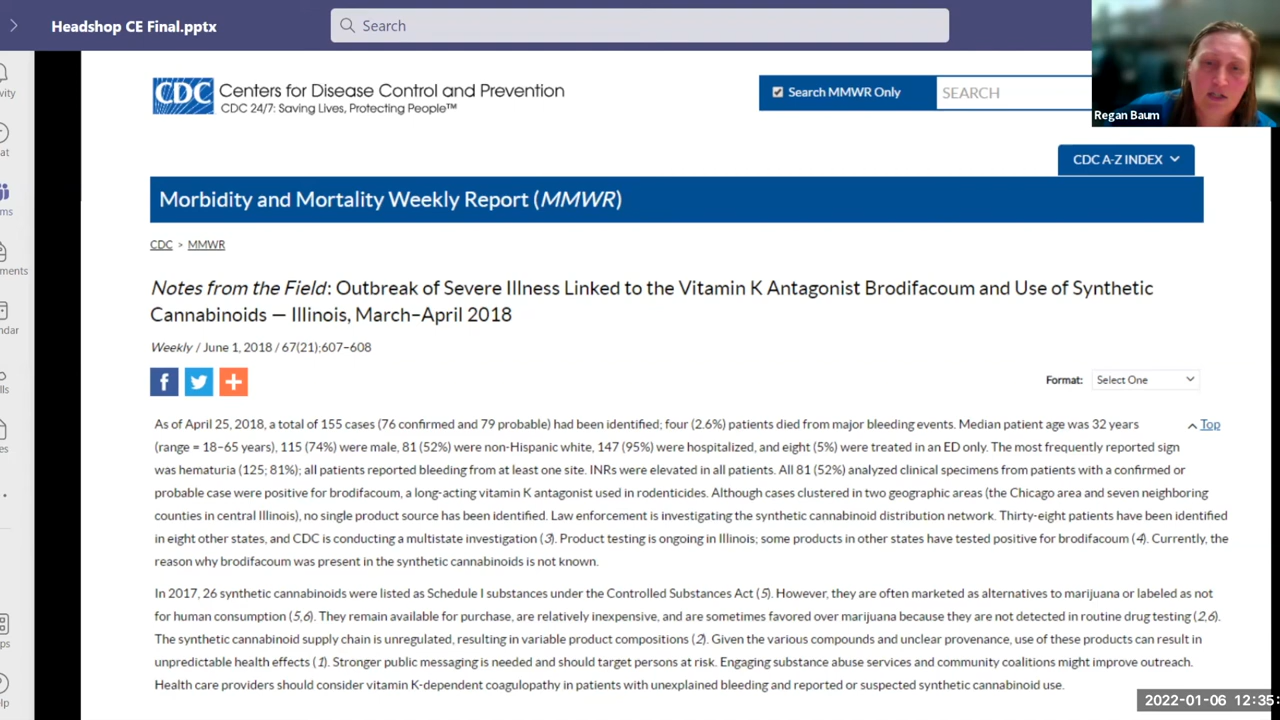 Headshop CE Final.pptx
Search
Regan Baum
CDC
Centers for Disease Control and Prevention
CDC 24/7: Saving Lives, Protecting People™
Search MMWR Only
SEARCH
CDC A-Z INDEX
Morbidity and Mortality Weekly Report (MMWR)
CDC > MMWR
Notes from the Field: Outbreak of Severe Illness Linked to the Vitamin K Antagonist Brodifacoum and Use of Synthetic
Cannabinoids — Illinois, March–April 2018
Weekly / June 1, 2018 / 67(21);607–608
Format: Select One
Top
As of April 25, 2018, a total of 155 cases (76 confirmed and 79 probable) had been identified; four (2.6%) patients died from major bleeding events. Median patient age was 32 years
(range = 18–65 years), 115 (74%) were male, 81 (52%) were non-Hispanic white, 147 (95%) were hospitalized, and eight (5%) were treated in an ED only. The most frequently reported sign
was hematuria (125; 81%); all patients reported bleeding from at least one site. INRs were elevated in all patients. All 81 (52%) analyzed clinical specimens from patients with a confirmed or
probable case were positive for brodifacoum, a long-acting vitamin K antagonist used in rodenticides. Although cases clustered in two geographic areas (the Chicago area and seven neighboring
counties in central Illinois), no single product source has been identified. Law enforcement is investigating the synthetic cannabinoid distribution network. Thirty-eight patients have been identified
in eight other states, and CDC is conducting a multistate investigation (3). Product testing is ongoing in Illinois; some products in other states have tested positive for brodifacoum (4). Currently, the
reason why brodifacoum was present in the synthetic cannabinoids is not known.
In 2017, 26 synthetic cannabinoids were listed as Schedule I substances under the Controlled Substances Act (5). However, they are often marketed as alternatives to marijuana or labeled as not
for human consumption (5,6). They remain available for purchase, are relatively inexpensive, and are sometimes favored over marijuana because they are not detected in routine drug testing (2,6).
The synthetic cannabinoid supply chain is unregulated, resulting in variable product compositions (2). Given the various compounds and unclear provenance, use of these products can result in
unpredictable health effects (1). Stronger public messaging is needed and should target persons at risk. Engaging substance abuse services and community coalitions might improve outreach.
Health care providers should consider vitamin K-dependent coagulopathy in patients with unexplained bleeding and reported or suspected synthetic cannabinoid use.
2022-01-06 12:35: